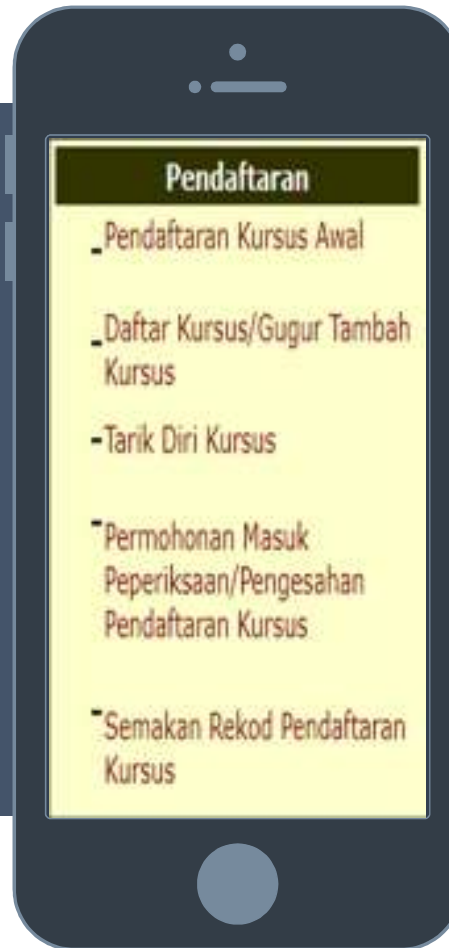 Pendaftaran
-Pendaftaran Kursus Awal
-Daftar Kursus/Gugur Tambah
Kursus
-Tarik Diri Kursus
-Permohonan Masuk
Peperiksaan/Pengesahan
Pendaftaran Kursus
-Semakan Rekod Pendaftaran
Kursus